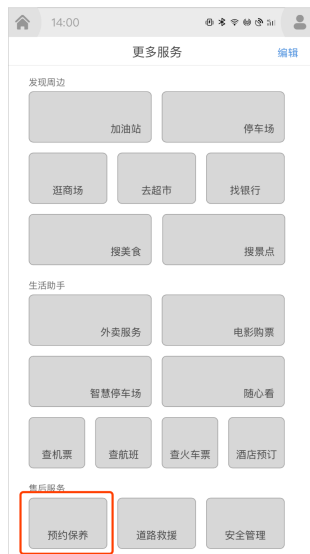 14:00
更多服务 编辑
发现周边
加油站 停车场
逛商场 去超市 找银行
搜美食 搜景点
生活助手
外卖服务 电影购票
智慧停车场 随心看
查机票 查航班 查火车票 酒店预订
售后服务
预约保养 道路救援 安全管理